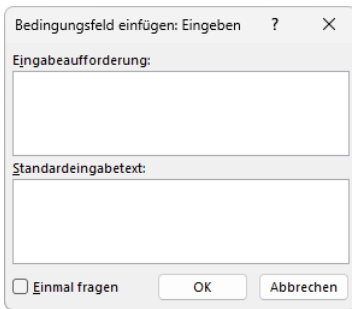 Bedingungsfeld einfügen: Eingeben ?
Eingabeaufforderung:
Standardeingabetext:
Einmal fragen OK Abbrechen